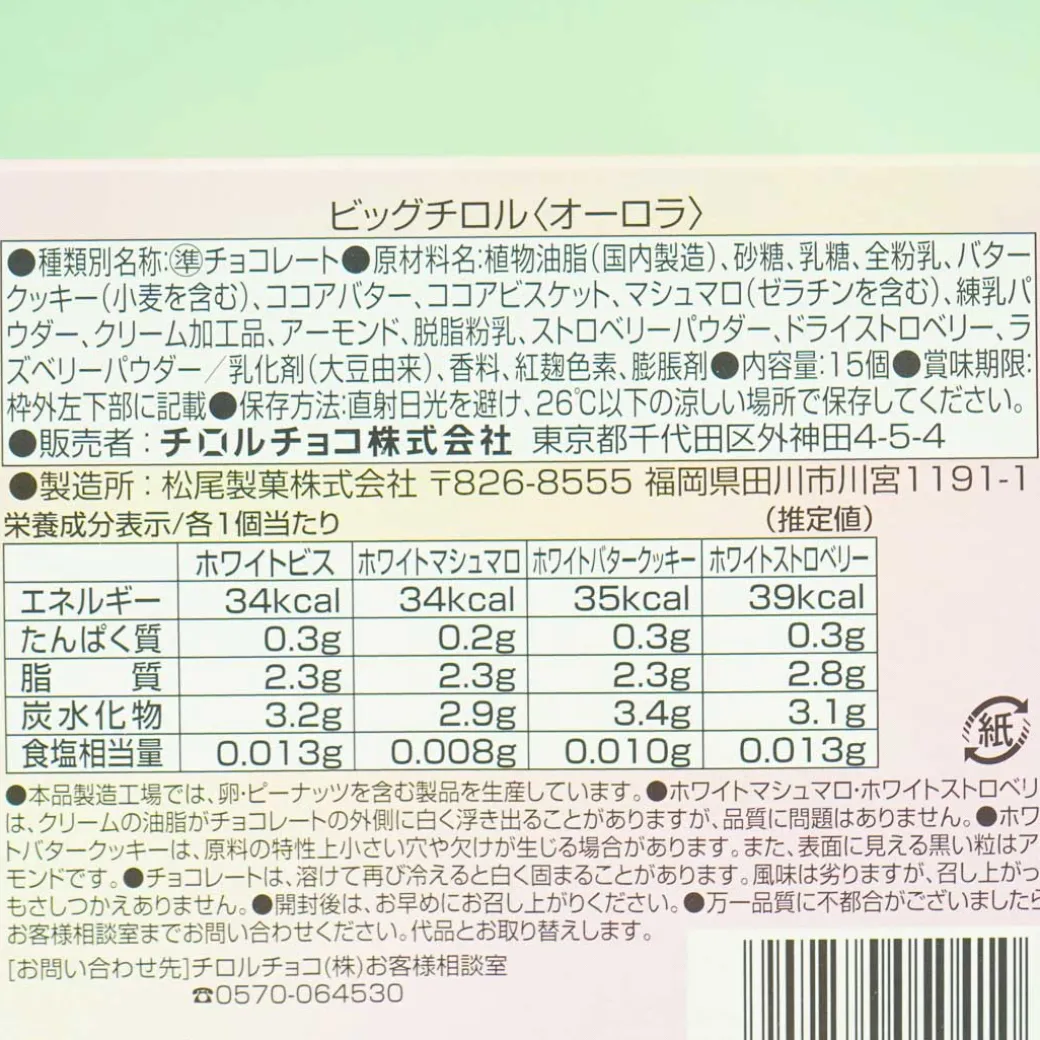 ビッグチロル〈オーロラ〉
●種類別名称:準チョコレート●原材料名:植物油脂(国内製造)、砂糖、乳糖、全粉乳、バター
クッキー(小麦を含む)、ココアバター、ココアビスケット、マシュマロ(ゼラチンを含む)、練乳パ
ウダー、クリーム加工品、アーモンド、脱脂粉乳、ストロベリーパウダー、ドライストロベリー、ラ
ズベリーパウダー/乳化剤(大豆由来)、香料、紅麹色素、膨脹剤●内容量:15個●賞味期限:
枠外左下部に記載●保存方法:直射日光を避け、26℃以下の涼しい場所で保存してください。
●販売者:チロルチョコ株式会社 東京都千代田区外神田4-5-4
●製造所:松尾製菓株式会社 〒826-8555 福岡県田川市川宮1191-1
栄養成分表示/各1個当たり (推定値)
ホワイトビス ホワイトマシュマロ ホワイトバタークッキー ホワイトストロベリー
エネルギー 34kcal 34kcal 35kcal 39kcal
たんぱく質 0.3g 0.2g 0.3g 0.3g
脂質 2.3g 2.3g 2.3g 2.8g
炭水化物 3.2g 2.9g 3.4g 3.1g
食塩相当量 0.013g 0.008g 0.010g 0.013g
紙
●本品製造工場では、卵・ピーナッツを含む製品を生産しています。●ホワイトマシュマロ・ホワイトストロベリ
は、クリームの油脂がチョコレートの外側に白く浮き出ることがありますが、品質に問題はありません。●ホワ
トバタークッキーは、原料の特性上小さい穴や欠けが生じる場合があります。また、表面に見える黒い粒はア
モンドです。●チョコレートは、溶けて再び冷えると白く固まることがあります。風味は劣りますが、召し上がっ
もさしつかえありません。●開封後は、お早めにお召し上がりください。●万一品質に不都合がございましたら
お客様相談室までお問い合わせください。代品とお取り替えします。
[お問い合わせ先]チロルチョコ(株)お客様相談室
☎0570-064530